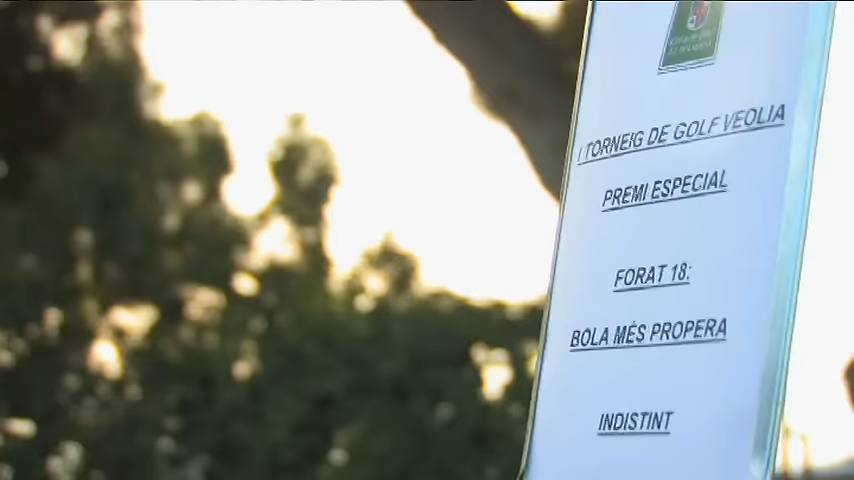 I TORNEIG DE GOLF VEOLIA
PREMI ESPECIAL
FORAT 18:
BOLA MÉS PROPERA
INDISTINT